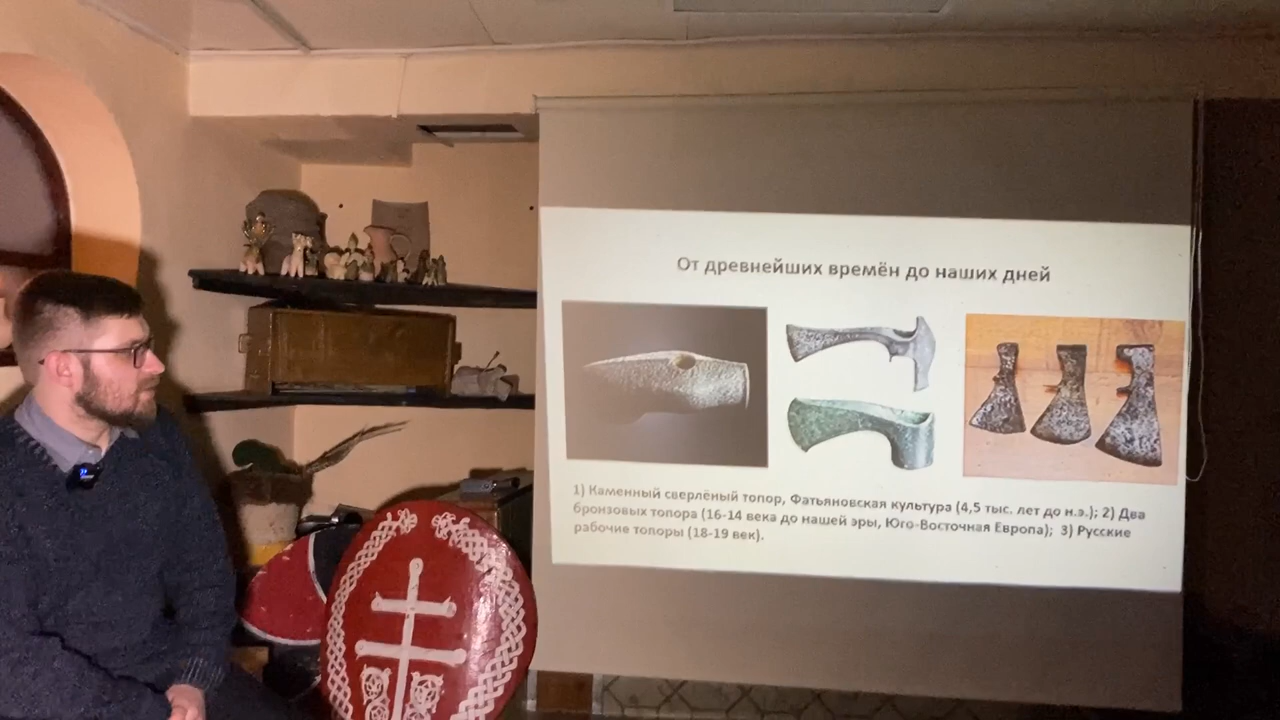 От древнейших времён до наших дней
1) Каменный сверлёный топор, Фатьяновская культура (4,5 тыс. лет до н.э.); 2) Два
бронзовых топора (16-14 века до нашей эры, Юго-Восточная Европа); 3) Русские
рабочие топоры (18-19 век).